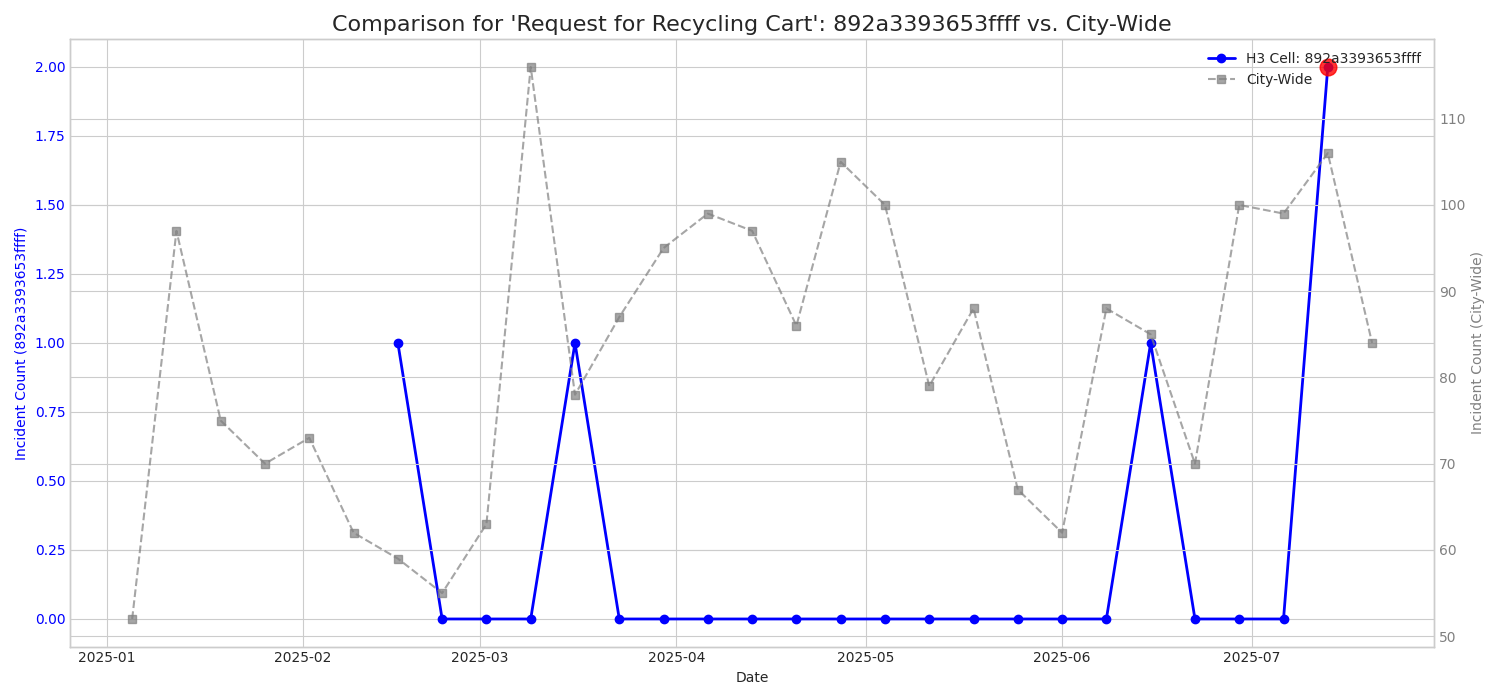 Comparison for 'Request for Recycling Cart': 892a3393653ffff vs. City-Wide
H3 Cell: 892a3393653ffff
City-Wide
2.00
1.75
1.50
1.25
1.00
0.75
0.50
0.25
0.00
Incident Count (892a3393653ffff)
110
100
90
80
70
60
50
Incident Count (City-Wide)
2025-01 2025-02 2025-03 2025-04 2025-05 2025-06 2025-07
Date